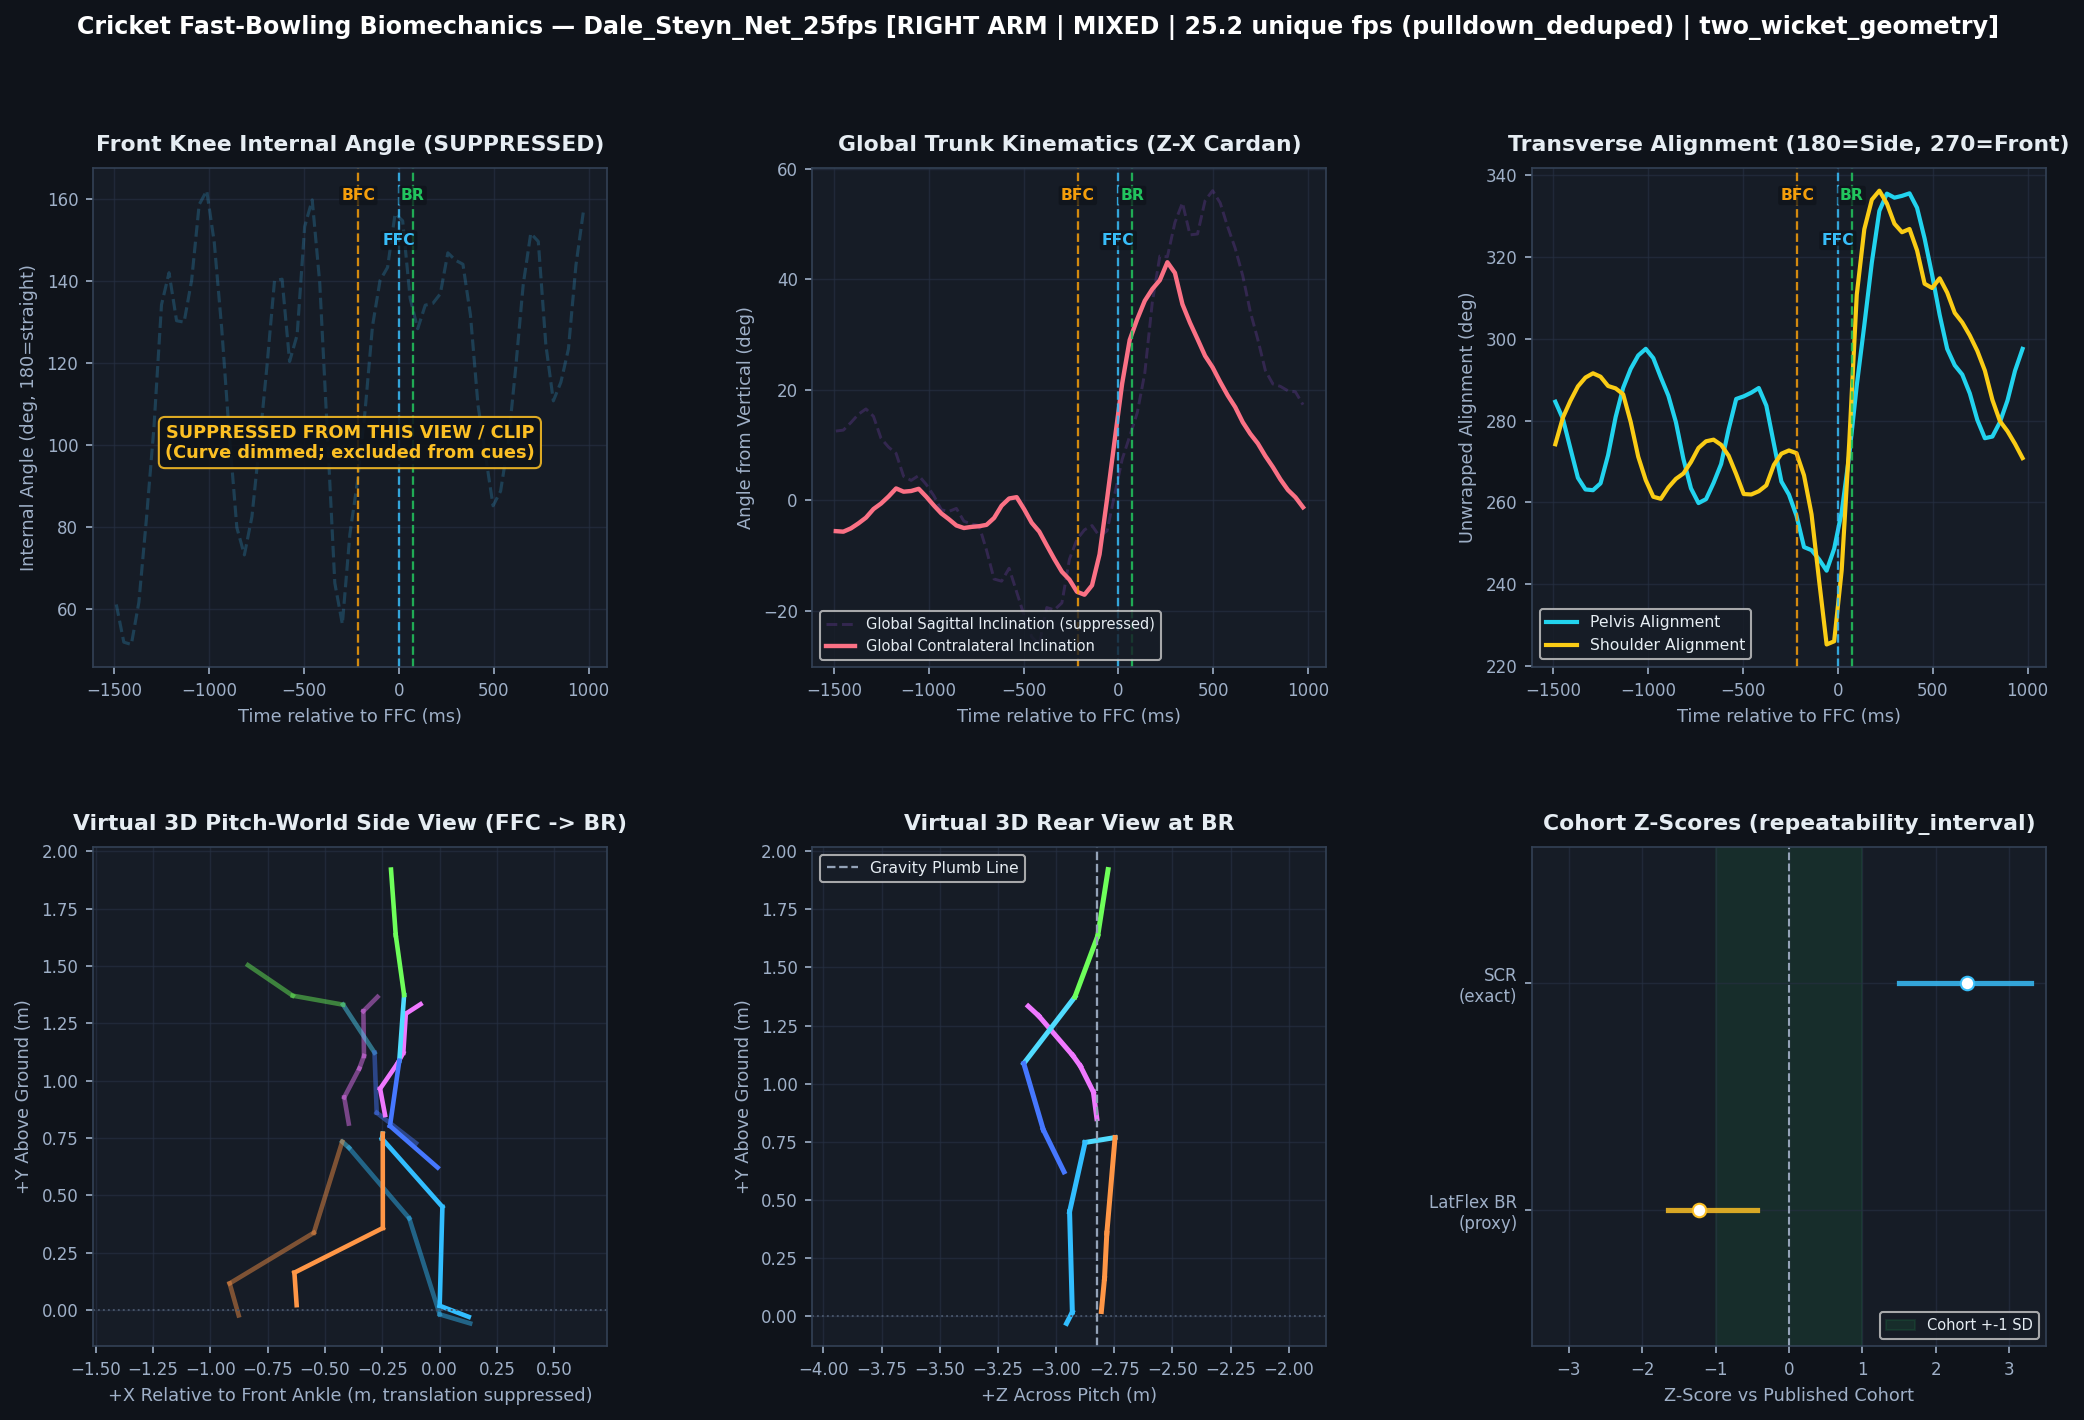 Cricket Fast-Bowling Biomechanics — Dale_Steyn_Net_25fps [RIGHT ARM | MIXED | 25.2 unique fps (pulldown_deduped) | two_wicket_geometry]
Front Knee Internal Angle (SUPPRESSED)
Internal Angle (deg, 180=straight)
160
140
120
100
80
60
BFC
BR
FFC
SUPPRESSED FROM THIS VIEW / CLIP
(Curve dimmed; excluded from cues)
−1500 −1000 −500 0 500 1000
Time relative to FFC (ms)
Global Trunk Kinematics (Z-X Cardan)
Angle from Vertical (deg)
60
40
20
0
−20
BFC
BR
FFC
Global Sagittal Inclination (suppressed)
Global Contralateral Inclination
−1500 −1000 −500 0 500 1000
Time relative to FFC (ms)
Transverse Alignment (180=Side, 270=Front)
Unwrapped Alignment (deg)
340
320
300
280
260
240
220
BFC
BR
FFC
Pelvis Alignment
Shoulder Alignment
−1500 −1000 −500 0 500 1000
Time relative to FFC (ms)
Virtual 3D Pitch-World Side View (FFC -> BR)
+Y Above Ground (m)
2.00
1.75
1.50
1.25
1.00
0.75
0.50
0.25
0.00
−1.50 −1.25 −1.00 −0.75 −0.50 −0.25 0.00 0.25 0.50
+X Relative to Front Ankle (m, translation suppressed)
Virtual 3D Rear View at BR
+Y Above Ground (m)
2.00
1.75
1.50
1.25
1.00
0.75
0.50
0.25
0.00
Gravity Plumb Line
−4.00 −3.75 −3.50 −3.25 −3.00 −2.75 −2.50 −2.25 −2.00
+Z Across Pitch (m)
Cohort Z-Scores (repeatability_interval)
SCR
(exact)
LatFlex BR
(proxy)
Cohort +-1 SD
−3 −2 −1 0 1 2 3
Z-Score vs Published Cohort